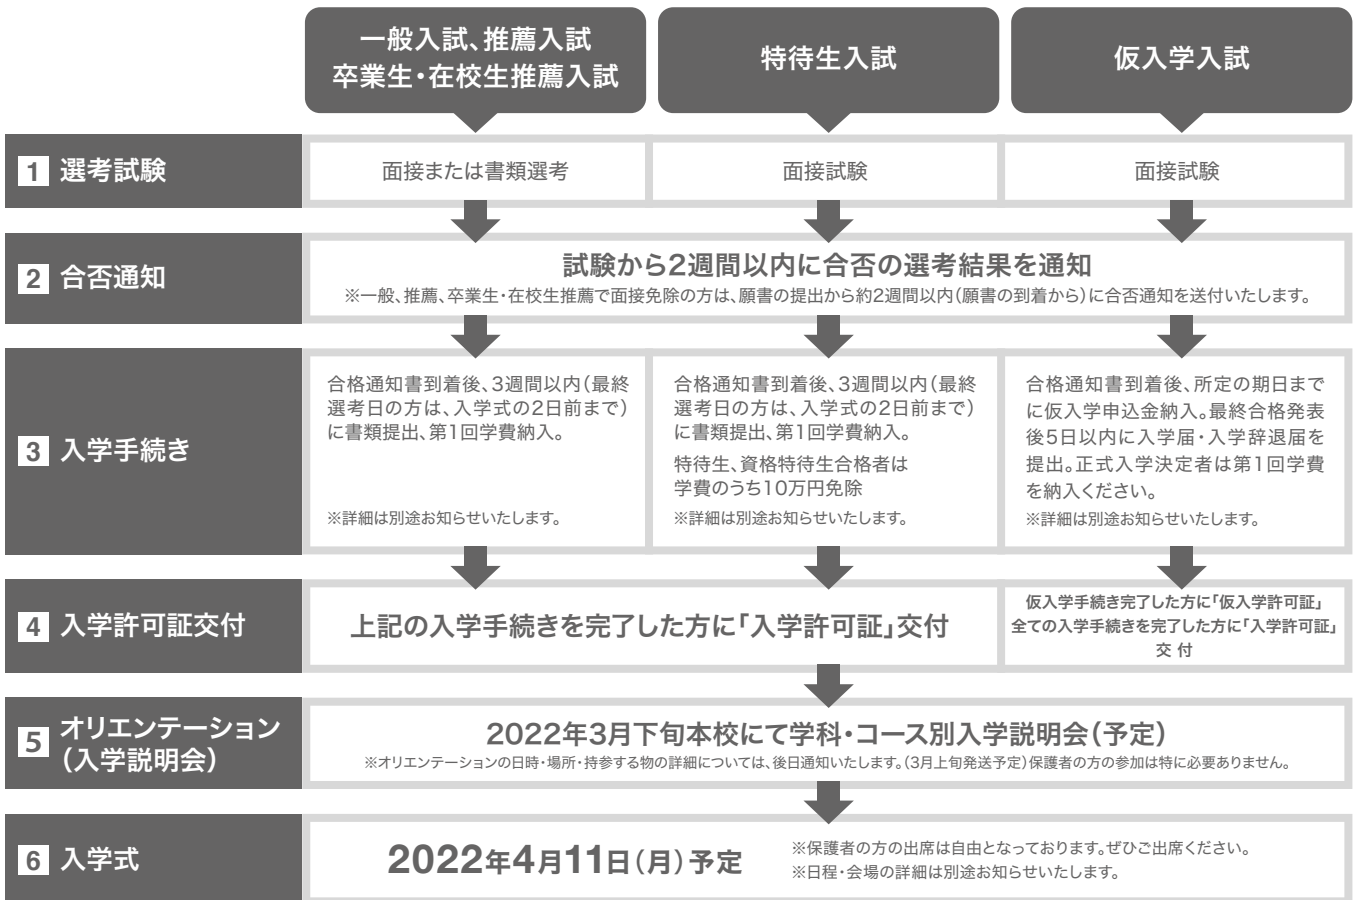 一般入試、推薦入試
卒業生・在校生推薦入試
特待生入試
仮入学入試
1 選考試験
面接または書類選考
面接試験
面接試験
2 合否通知
試験から2週間以内に合否の選考結果を通知
※一般、推薦、卒業生・在校生推薦で面接免除の方は、願書の提出から約2週間以内(願書の到着から)に合否通知を送付いたします。
3 入学手続き
合格通知書到着後、3週間以内(最終
選考日の方は、入学式の2日前まで)
に書類提出、第1回学費納入。
※詳細は別途お知らせいたします。
合格通知書到着後、3週間以内(最終
選考日の方は、入学式の2日前まで)
に書類提出、第1回学費納入。
特待生、資格特待生合格者は
学費のうち10万円免除
※詳細は別途お知らせいたします。
合格通知書到着後、所定の期日まで
に仮入学申込金納入。最終合格発表
後5日以内に入学届・入学辞退届を
提出。正式入学決定者は第1回学費
を納入ください。
※詳細は別途お知らせいたします。
4 入学許可証交付
上記の入学手続きを完了した方に「入学許可証」交付
仮入学手続き完了した方に「仮入学許可証」
全ての入学手続きを完了した方に「入学許可証」
交 付
5 オリエンテーション
(入学説明会)
2022年3月下旬本校にて学科・コース別入学説明会(予定)
※オリエンテーションの日時・場所・持参する物の詳細については、後日通知いたします。(3月上旬発送予定)保護者の方の参加は特に必要ありません。
6 入学式
2022年4月11日(月)予定
※保護者の方の出席は自由となっております。ぜひご出席ください。
※日程・会場の詳細は別途お知らせいたします。